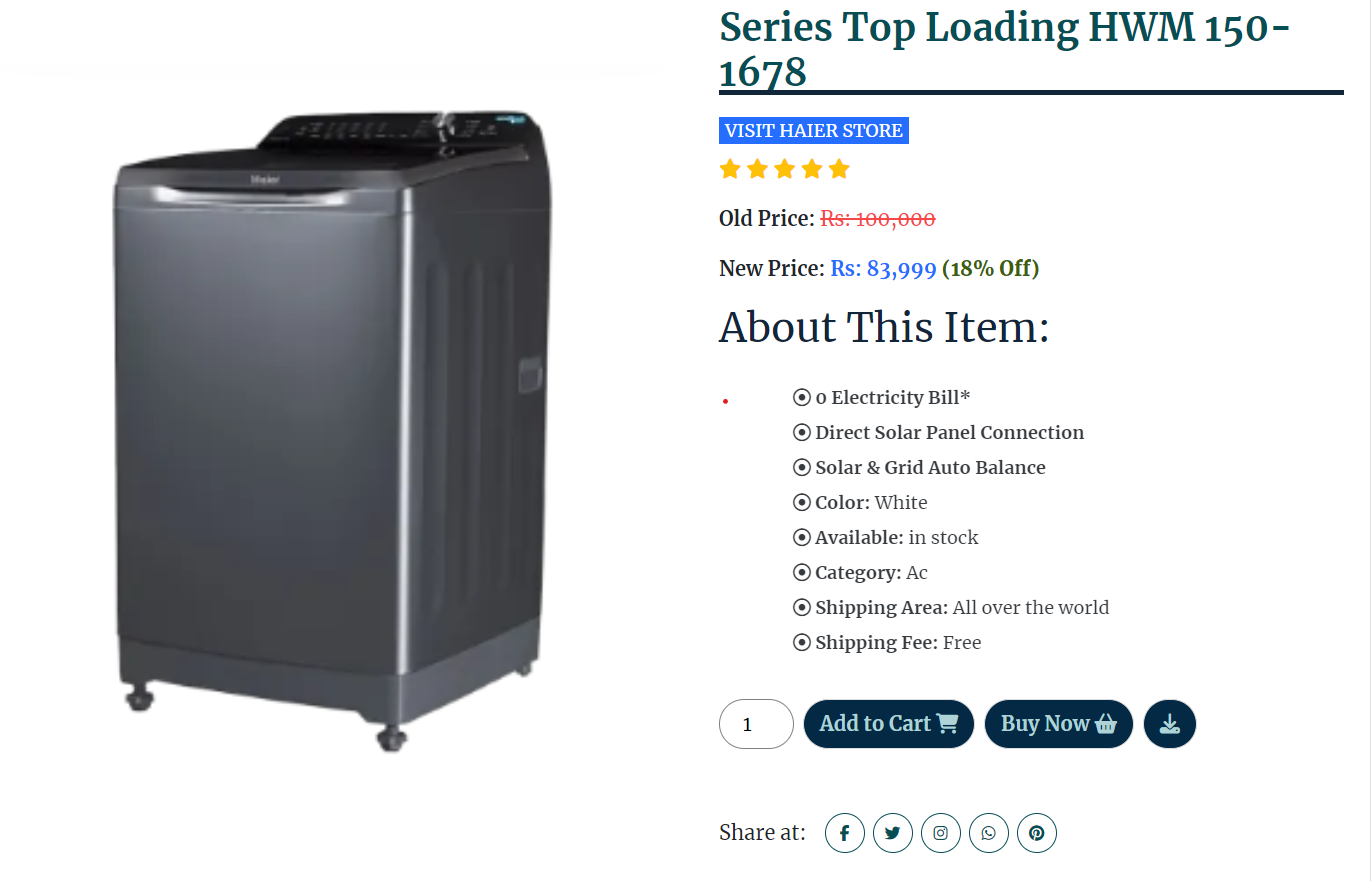 Series Top Loading HWM 150-
1678
VISIT HAIER STORE
Old Price: Rs: 100,000
New Price: Rs: 83,999 (18% Off)
About This Item:
0 Electricity Bill*
Direct Solar Panel Connection
Solar & Grid Auto Balance
Color: White
Available: in stock
Category: Ac
Shipping Area: All over the world
Shipping Fee: Free
1
Add to Cart
Buy Now
Share at:
Haier